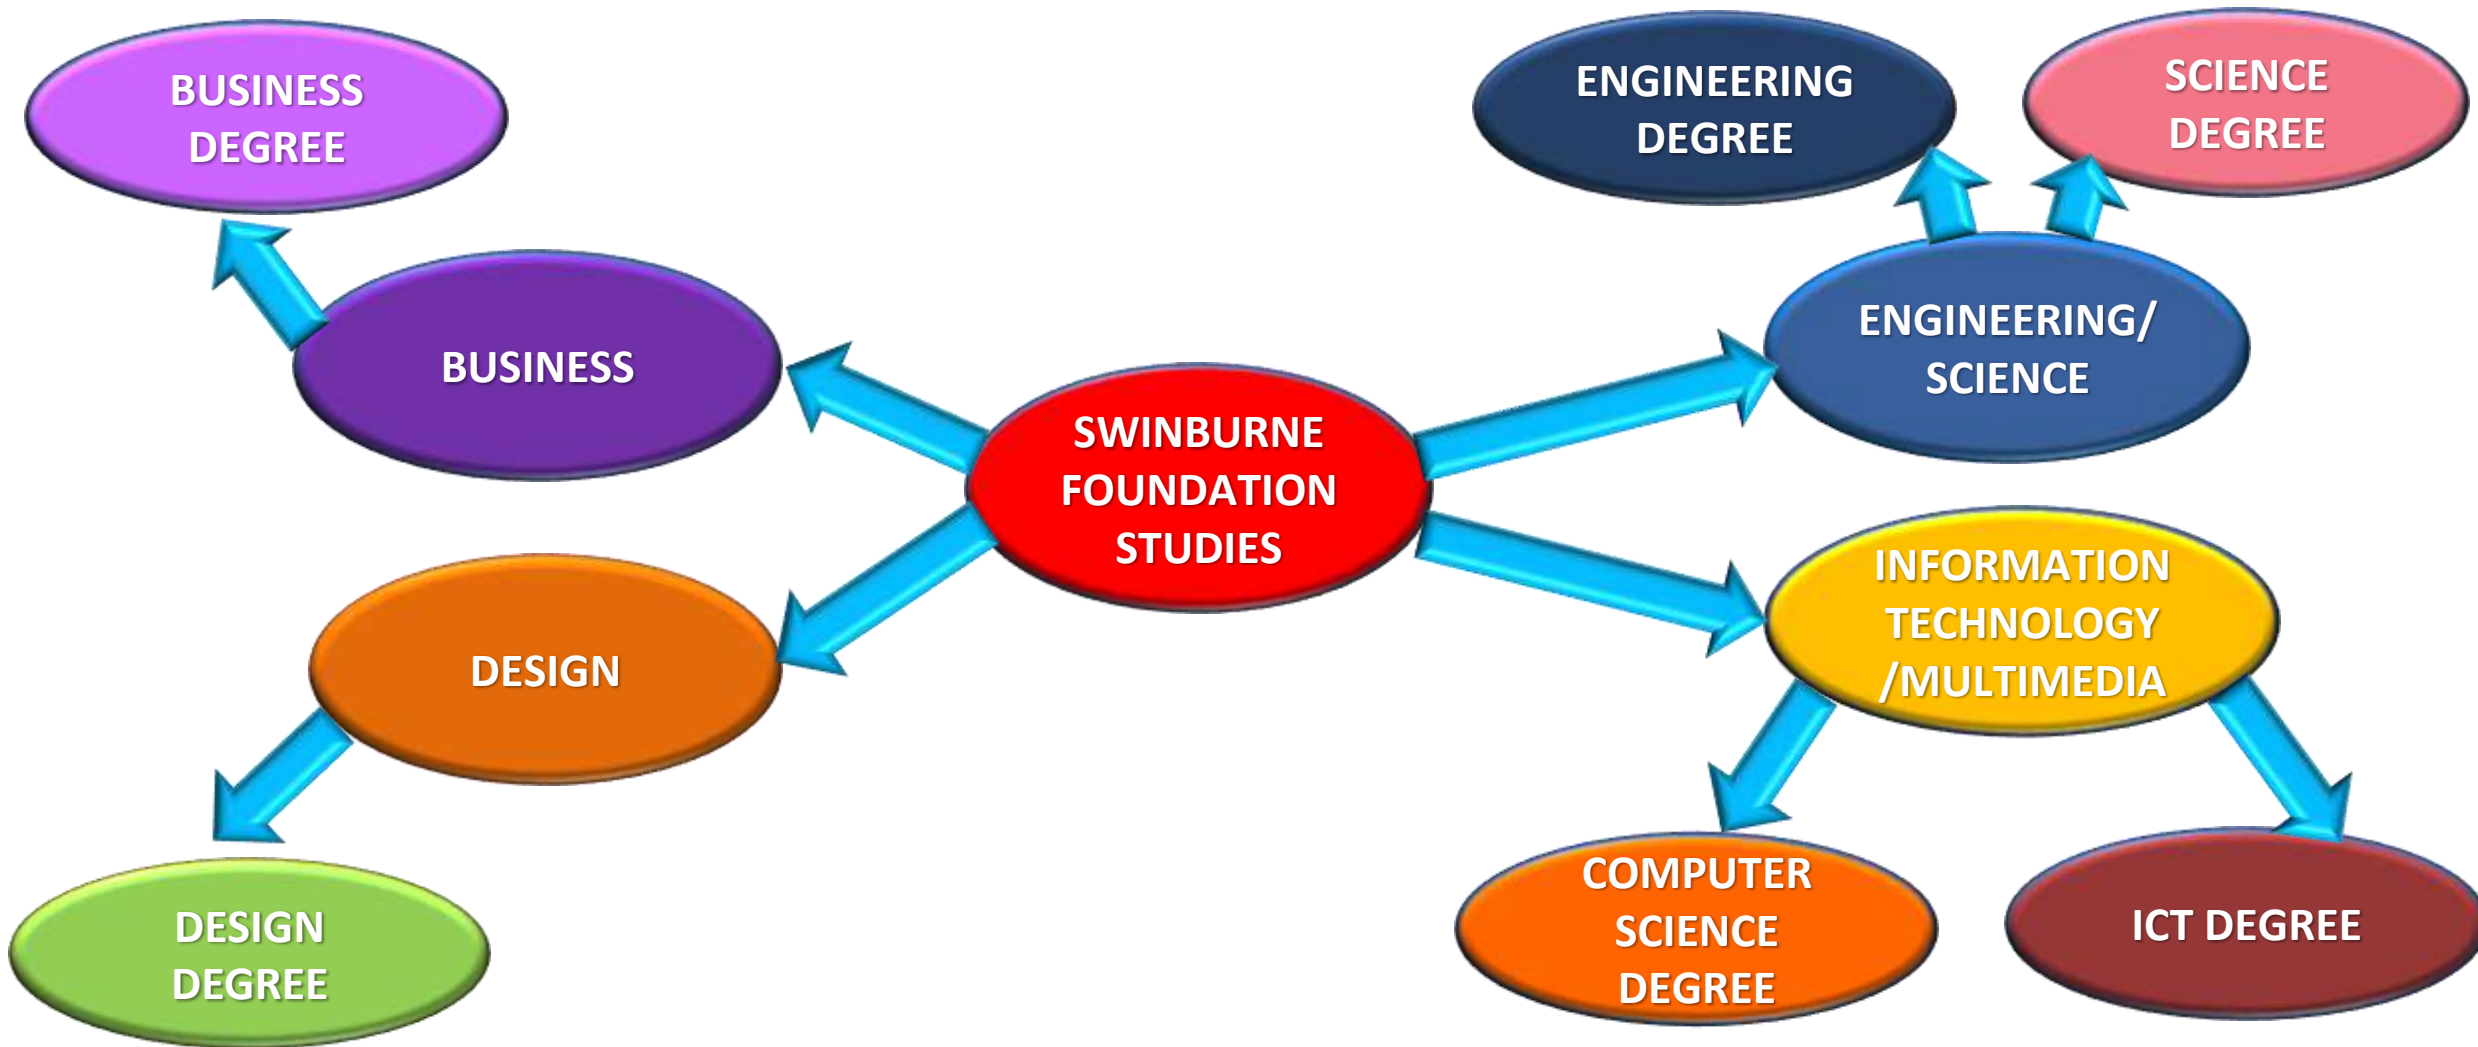 BUSINESS
DEGREE
ENGINEERING
DEGREE
SCIENCE
DEGREE
BUSINESS
ENGINEERING/
SCIENCE
SWINBURNE
FOUNDATION
STUDIES
DESIGN
INFORMATION
TECHNOLOGY
/MULTIMEDIA
DESIGN
DEGREE
COMPUTER
SCIENCE
DEGREE
ICT DEGREE